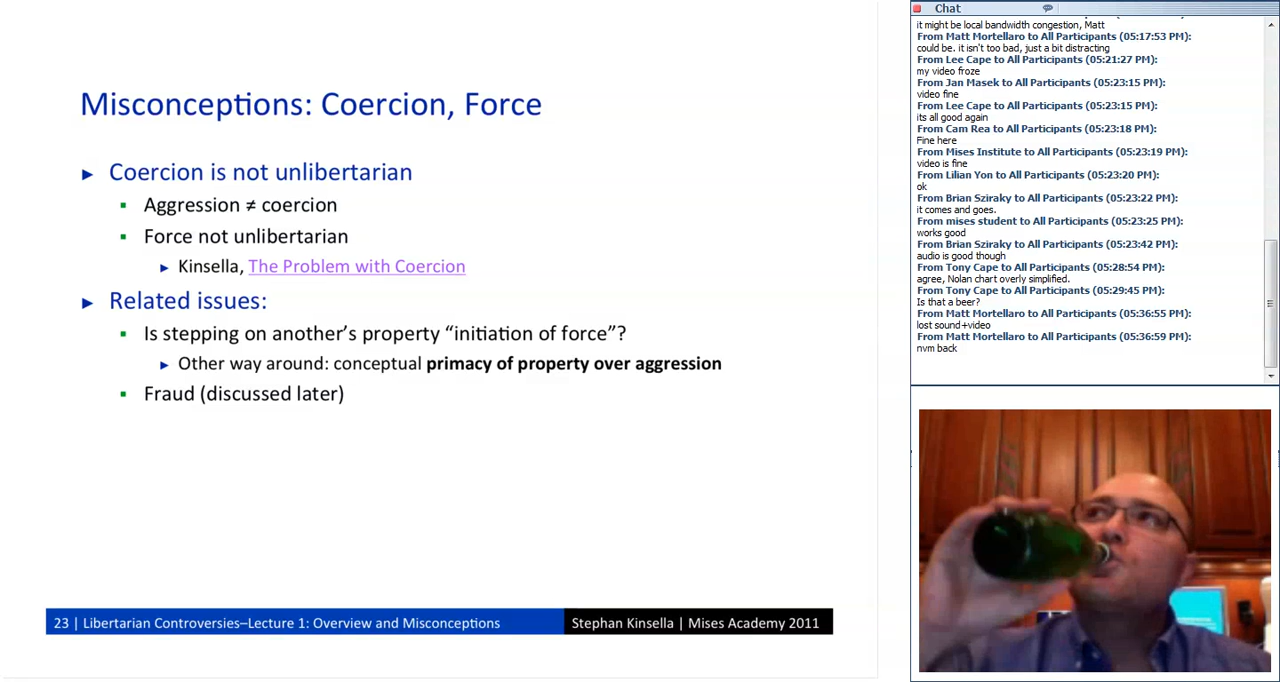 Misconceptions: Coercion, Force
► Coercion is not unlibertarian
▪ Aggression ≠ coercion
▪ Force not unlibertarian
► Kinsella, The Problem with Coercion
► Related issues:
▪ Is stepping on another’s property “initiation of force”?
► Other way around: conceptual primacy of property over aggression
▪ Fraud (discussed later)
23 | Libertarian Controversies–Lecture 1: Overview and Misconceptions
Stephan Kinsella | Mises Academy 2011
Chat
it might be local bandwidth congestion, Matt
From Matt Mortellaro to All Participants (05:17:53 PM):
could be. it isn't too bad, just a bit distracting
From Lee Cape to All Participants (05:21:27 PM):
my video froze
From Jan Masek to All Participants (05:23:15 PM):
video fine
From Lee Cape to All Participants (05:23:15 PM):
its all good again
From Cam Rea to All Participants (05:23:18 PM):
Fine here
From Mises Institute to All Participants (05:23:19 PM):
video is fine
From Lilian Yon to All Participants (05:23:20 PM):
ok
From Brian Sziraky to All Participants (05:23:22 PM):
it comes and goes.
From mises student to All Participants (05:23:25 PM):
works good
From Brian Sziraky to All Participants (05:23:42 PM):
audio is good though
From Tony Cape to All Participants (05:28:54 PM):
agree, Nolan chart overly simplified.
From Tony Cape to All Participants (05:29:45 PM):
Is that a beer?
From Matt Mortellaro to All Participants (05:36:55 PM):
lost sound+video
From Matt Mortellaro to All Participants (05:36:59 PM):
nvm back